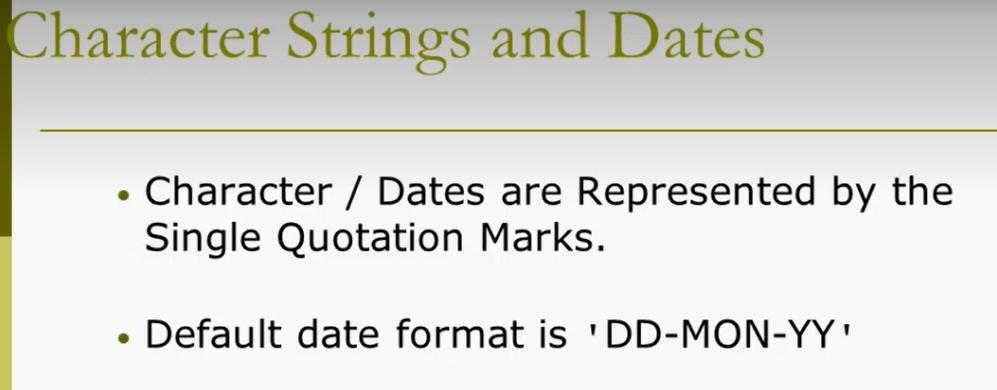 Character Strings and Dates
• Character / Dates are Represented by the
Single Quotation Marks.
• Default date format is 'DD-MON-YY'